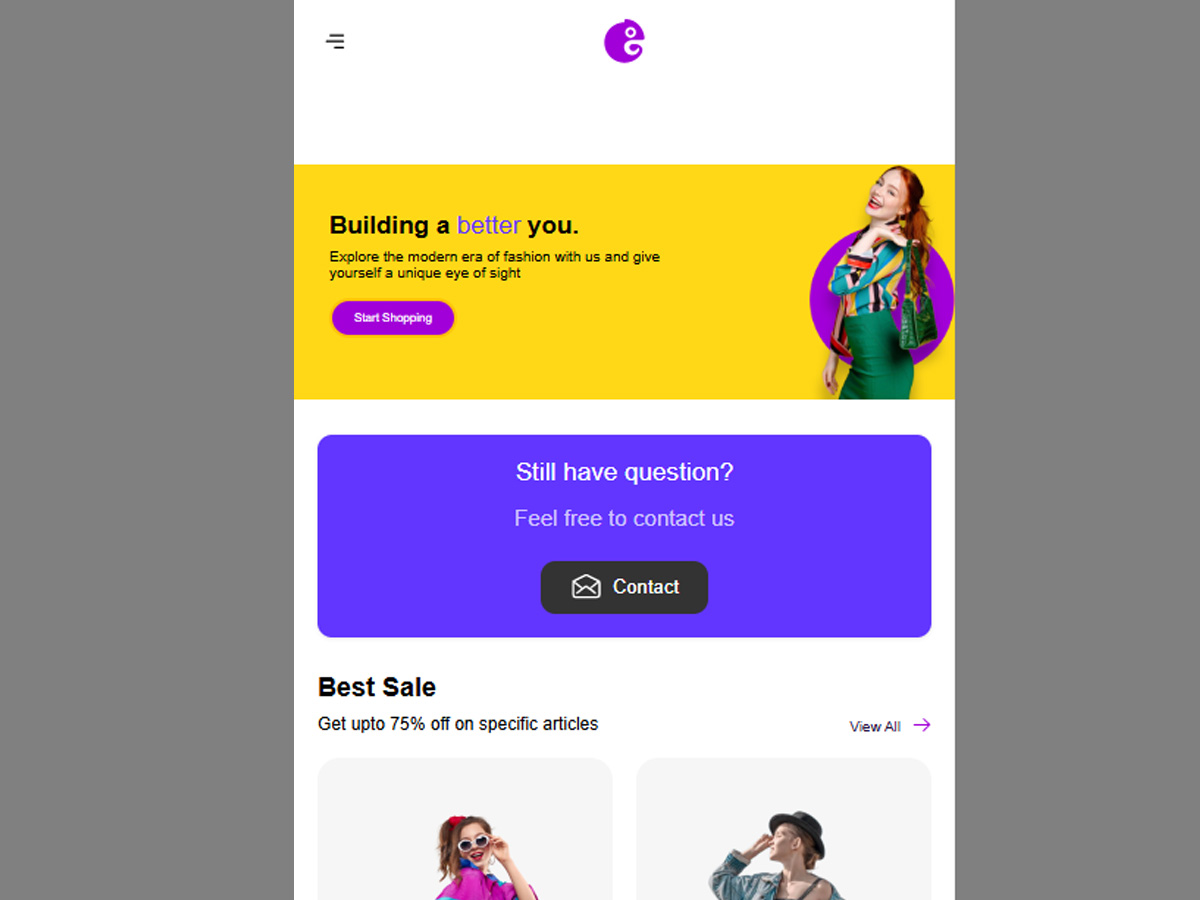 Building a better you.
Explore the modern era of fashion with us and give
yourself a unique eye of sight
Start Shopping
Still have question?
Feel free to contact us
Contact
Best Sale
Get upto 75% off on specific articles
View All